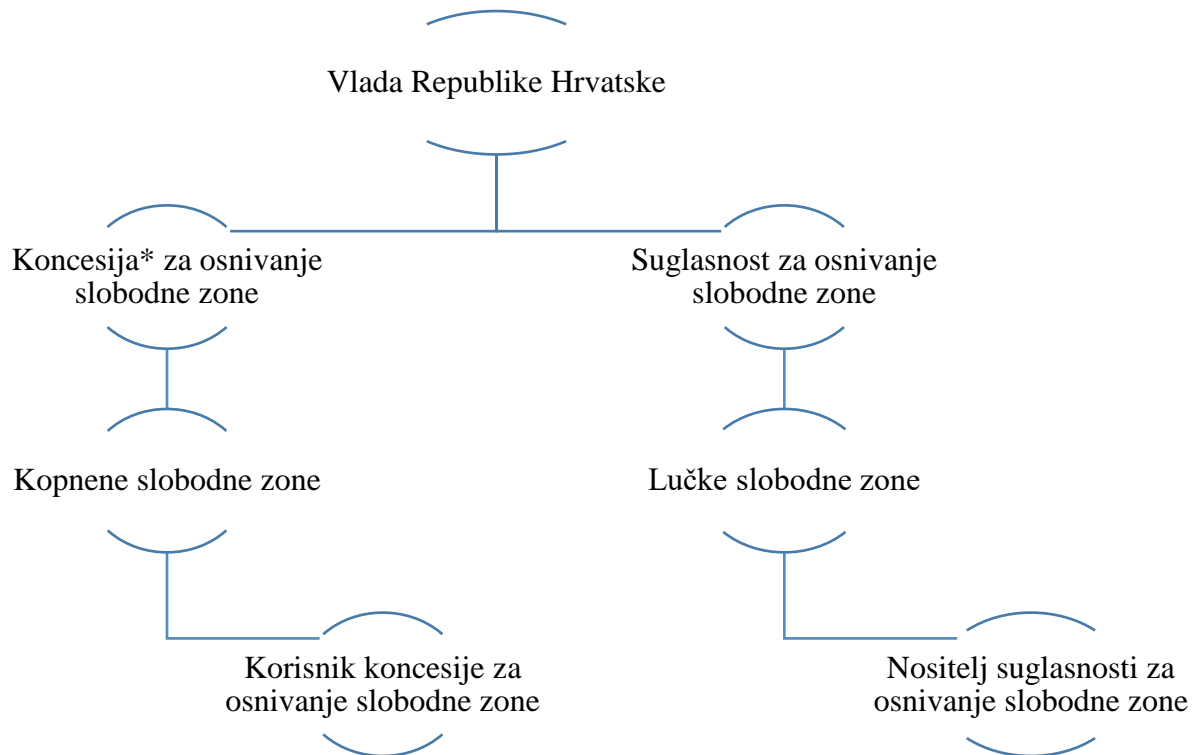 Vlada Republike Hrvatske
Koncesija* za osnivanje
slobodne zone
Suglasnost za osnivanje
slobodne zone
Kopnene slobodne zone
Lučke slobodne zone
Korisnik koncesije za
osnivanje slobodne zone
Nositelj suglasnosti za
osnivanje slobodne zone